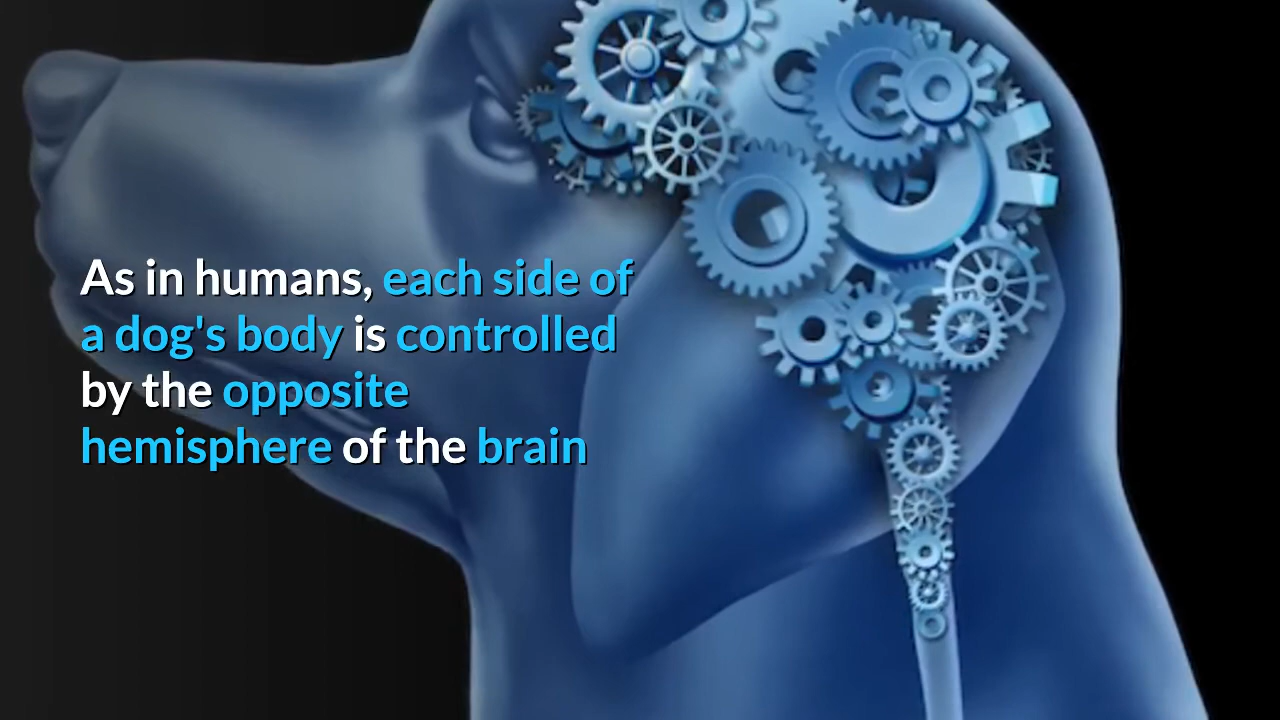 As in humans, each side of
a dog's body is controlled
by the opposite
hemisphere of the brain